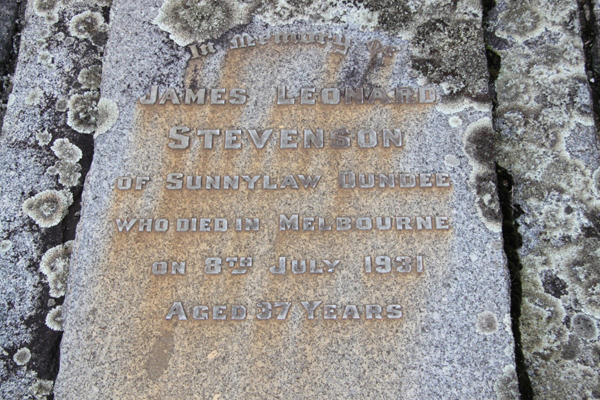 In Memory of
James Leonard
Stevenson
of Sunnylaw Dundee
who died in Melbourne
on 8th July 1931
Aged 37 Years